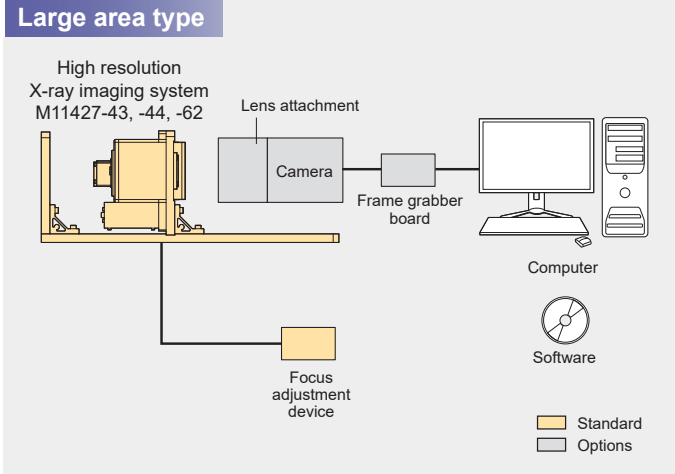 Large area type
High resolution
X-ray imaging system
M11427-43, -44, -62
Lens attachment
Camera
Frame grabber
board
Computer
Software
Focus
adjustment
device
Standard
Options